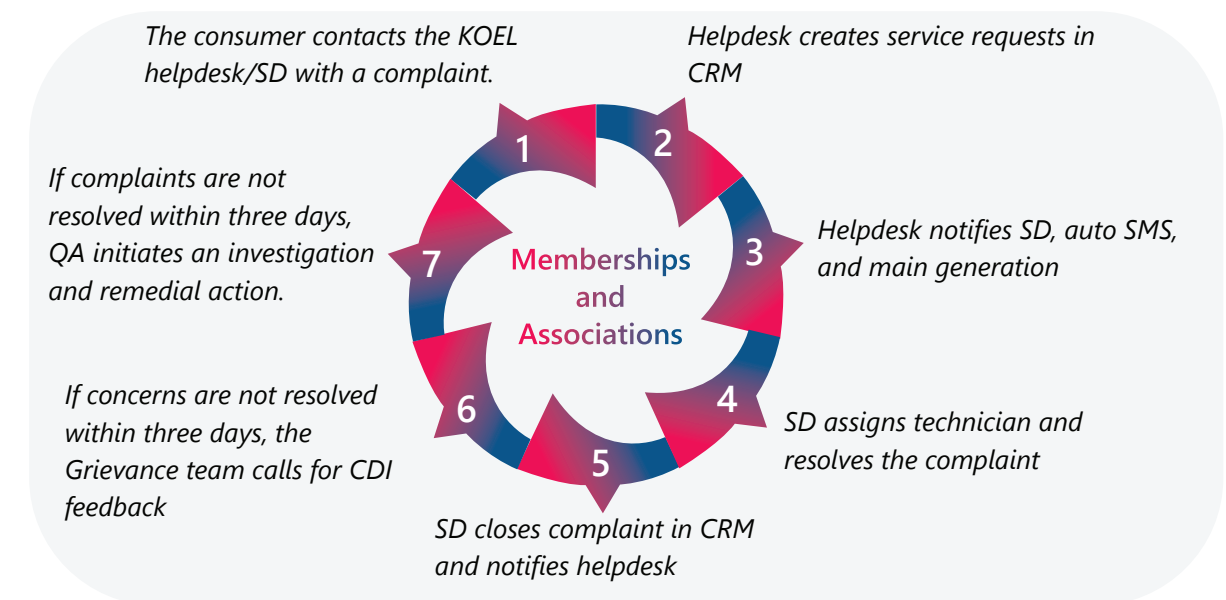 The consumer contacts the KOEL
helpdesk/SD with a complaint.
1
Helpdesk creates service requests in
CRM
2
Helpdesk notifies SD, auto SMS,
and main generation
3
SD assigns technician and
resolves the complaint
4
SD closes complaint in CRM
and notifies helpdesk
5
If concerns are not resolved
within three days, the
Grievance team calls for CDI
feedback
6
If complaints are not
resolved within three days,
QA initiates an investigation
and remedial action.
7
Memberships
and
Associations